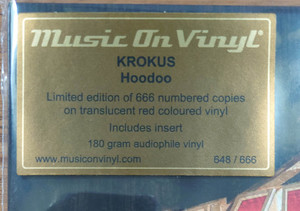 Music On Vinyl®
KROKUS
Hoodoo
Limited edition of 666 numbered copies
on translucent red coloured vinyl
Includes insert
180 gram audiophile vinyl
www.musiconvinyl.com 648 / 666